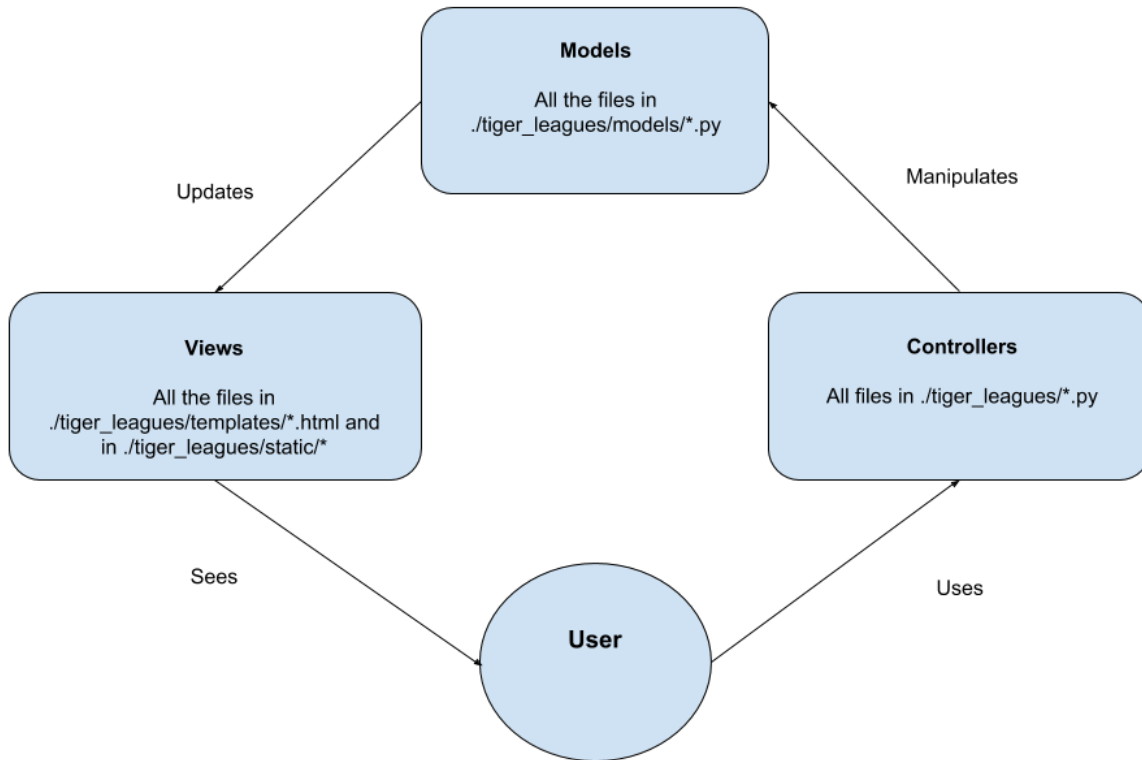 Models
All the files in
./tiger_leagues/models/*.py
Updates
Manipulates
Views
All the files in
./tiger_leagues/templates/*.html and
in ./tiger_leagues/static/*
Controllers
All files in ./tiger_leagues/*.py
Sees
Uses
User